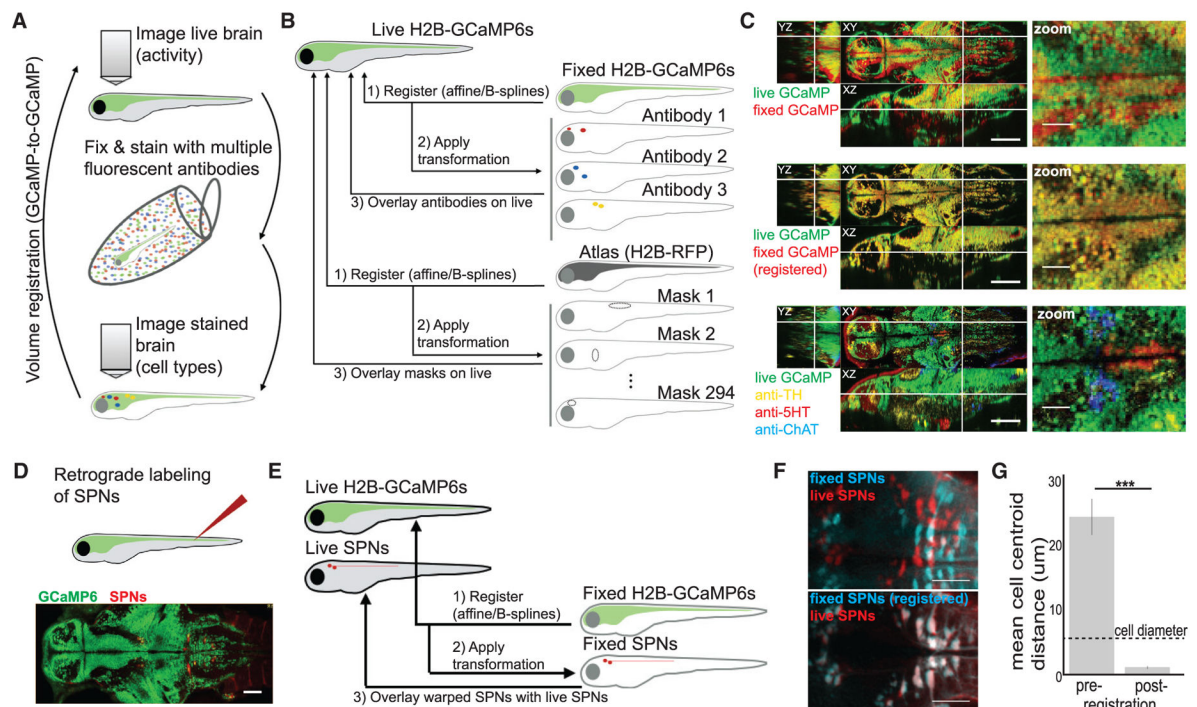 A
Image live brain
(activity)
Volume registration (GCaMP-to-GCaMP)
Fix & stain with multiple
fluorescent antibodies
Image stained
brain
(cell types)
B
Live H2B-GCaMP6s
Fixed H2B-GCaMP6s
1) Register (affine/B-splines)
Antibody 1
2) Apply
transformation
Antibody 2
Antibody 3
3) Overlay antibodies on live
Atlas (H2B-RFP)
1) Register (affine/B-splines)
Mask 1
2) Apply
transformation
Mask 2
3) Overlay masks on live
Mask 294
C
YZ
XY
zoom
live GCaMP
fixed GCaMP
XZ
YZ
XY
zoom
live GCaMP
fixed GCaMP
(registered)
XZ
YZ
XY
zoom
live GCaMP
anti-TH
anti-5HT
anti-ChAT
XZ
D
Retrograde labeling
of SPNs
GCaMP6 SPNs
E
Live H2B-GCaMP6s
Live SPNs
1) Register
(affine/B-splines)
Fixed H2B-GCaMP6s
2) Apply
transformation
Fixed SPNs
3) Overlay warped SPNs with live SPNs
F
fixed SPNs
live SPNs
fixed SPNs (registered)
live SPNs
G
mean cell centroid
distance (um)
30
20
10
0
***
cell diameter
pre- post-
registration